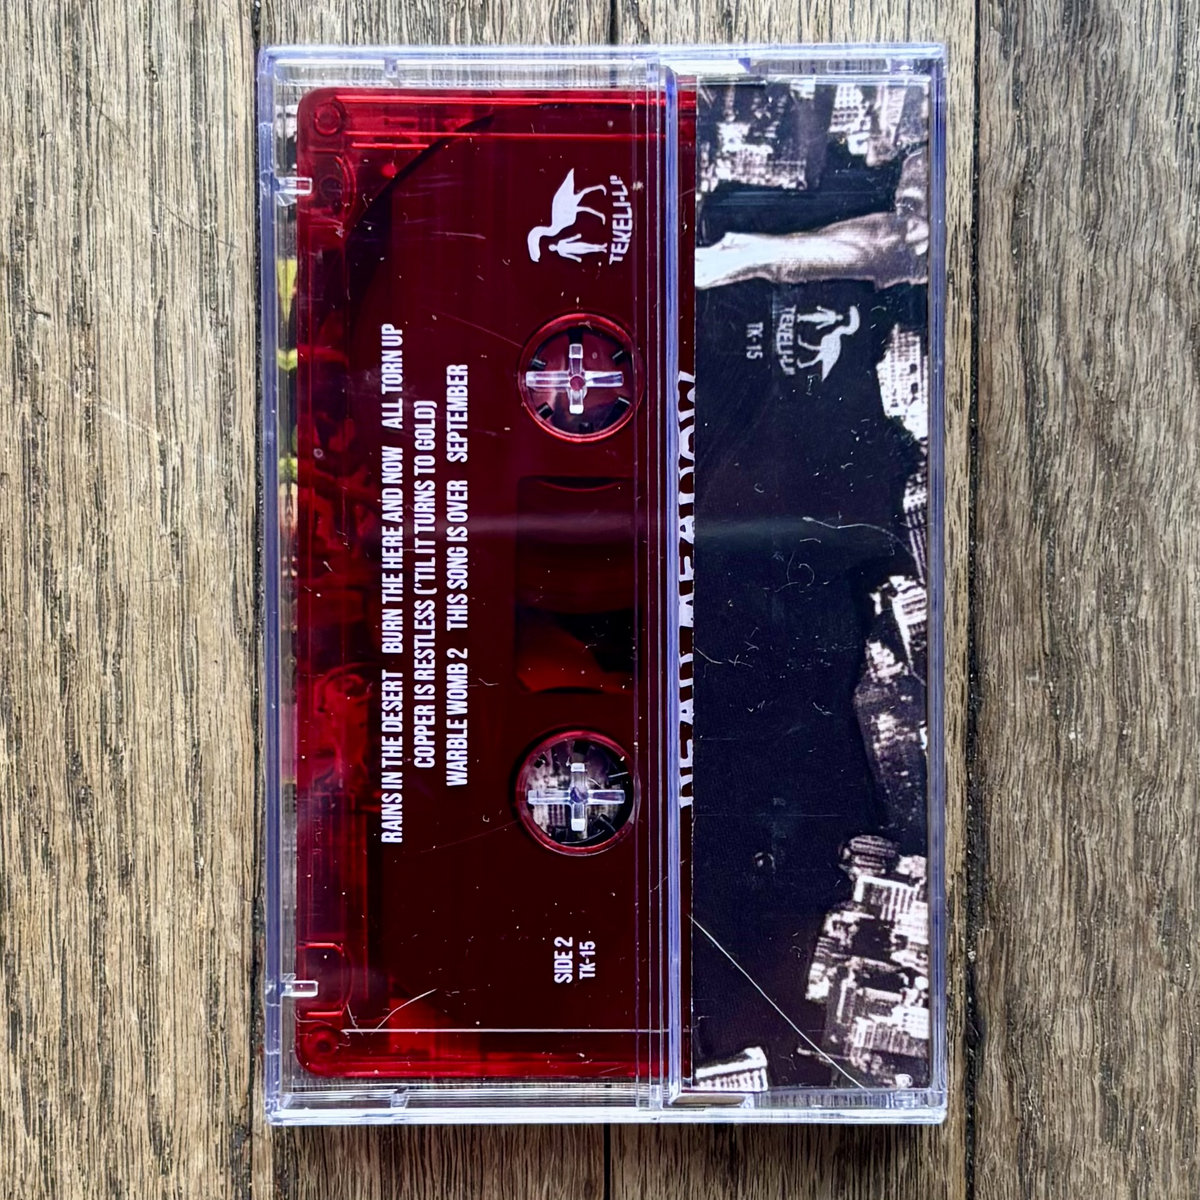 RAINS IN THE DESERT BURN THE HERE AND NOW ALL TORN UP
COPPER IS RESTLESS ('TIL IT TURNS TO GOLD)
WARBLE WOMB 2 THIS SONG IS OVER SEPTEMBER
SIDE 2
TK-15
TEKELI-LI
DEAD MEADOW
TEKELI-LI
TK-15